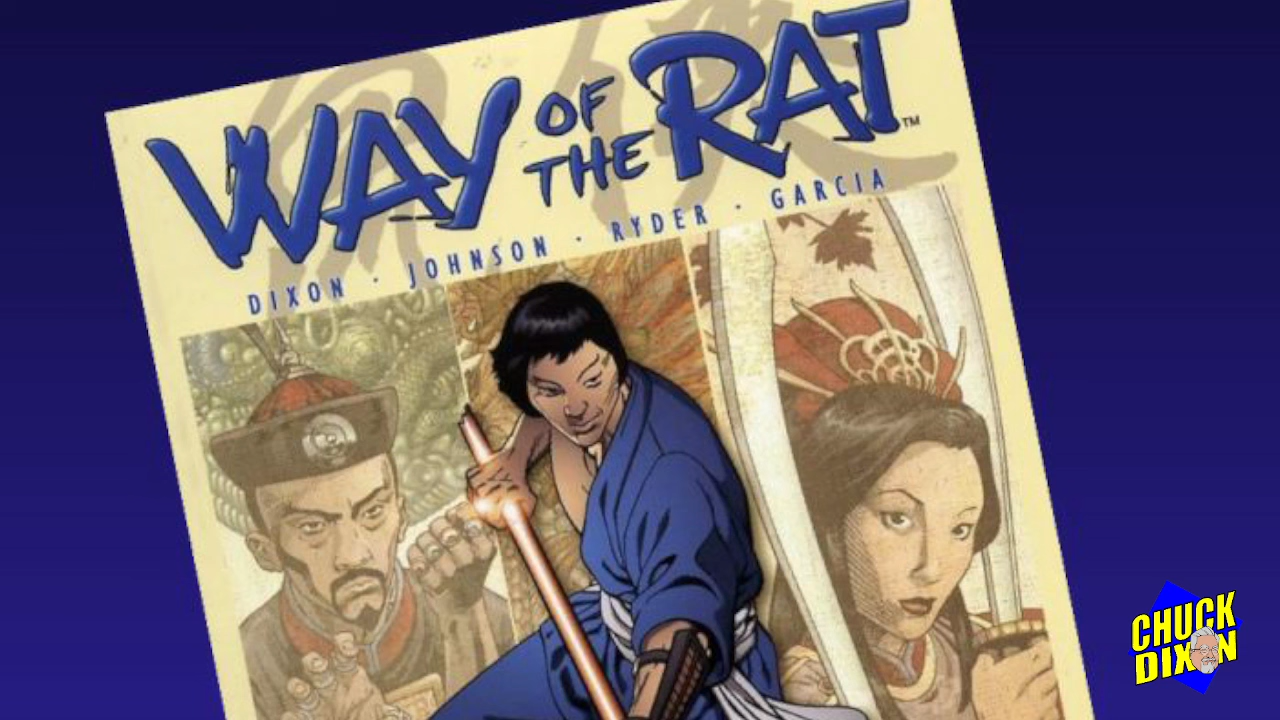 WAY OF THE RAT™
DIXON · JOHNSON · RYDER · GARCIA
CHUCK
DIXON